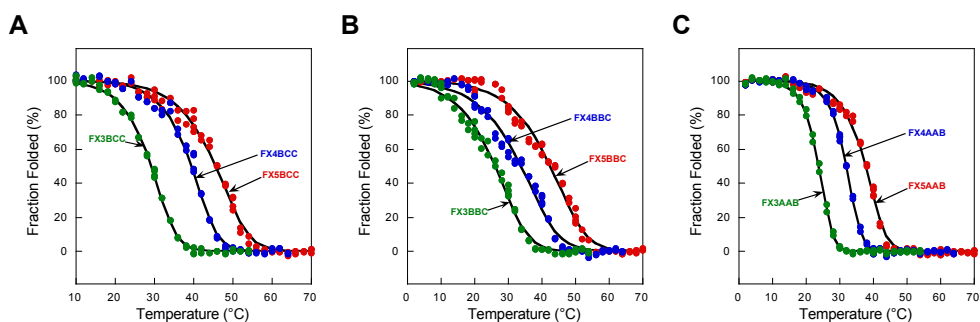 A
B
C
Fraction Folded (%)
100
80
60
40
20
0
10 20 30 40 50 60 70
Temperature (°C)
FX3BCC
FX4BCC
FX5BCC
Fraction Folded (%)
100
80
60
40
20
0
0 10 20 30 40 50 60 70
Temperature (°C)
FX4BBC
FX5BBC
FX3BBC
Fraction Folded (%)
100
80
60
40
20
0
0 10 20 30 40 50 60 70
Temperature (°C)
FX4AAB
FX3AAB
FX5AAB